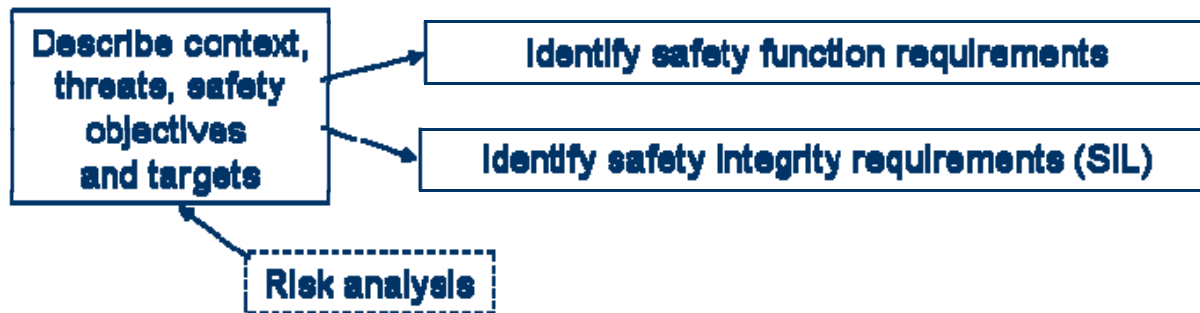 Describe context,
threats, safety
objectives
and targets
Identify safety function requirements
Identify safety integrity requirements (SIL)
Risk analysis